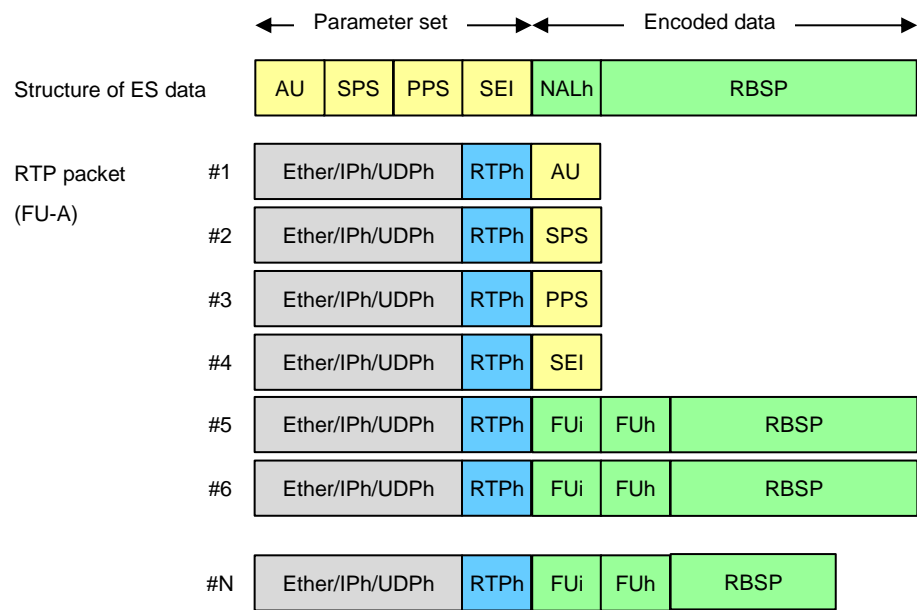 Parameter set Encoded data
Structure of ES data AU SPS PPS SEI NALh RBSP
RTP packet #1 Ether/IPh/UDPh RTPh AU
(FU-A)
#2 Ether/IPh/UDPh RTPh SPS
#3 Ether/IPh/UDPh RTPh PPS
#4 Ether/IPh/UDPh RTPh SEI
#5 Ether/IPh/UDPh RTPh FUi FUh RBSP
#6 Ether/IPh/UDPh RTPh FUi FUh RBSP
#N Ether/IPh/UDPh RTPh FUi FUh RBSP